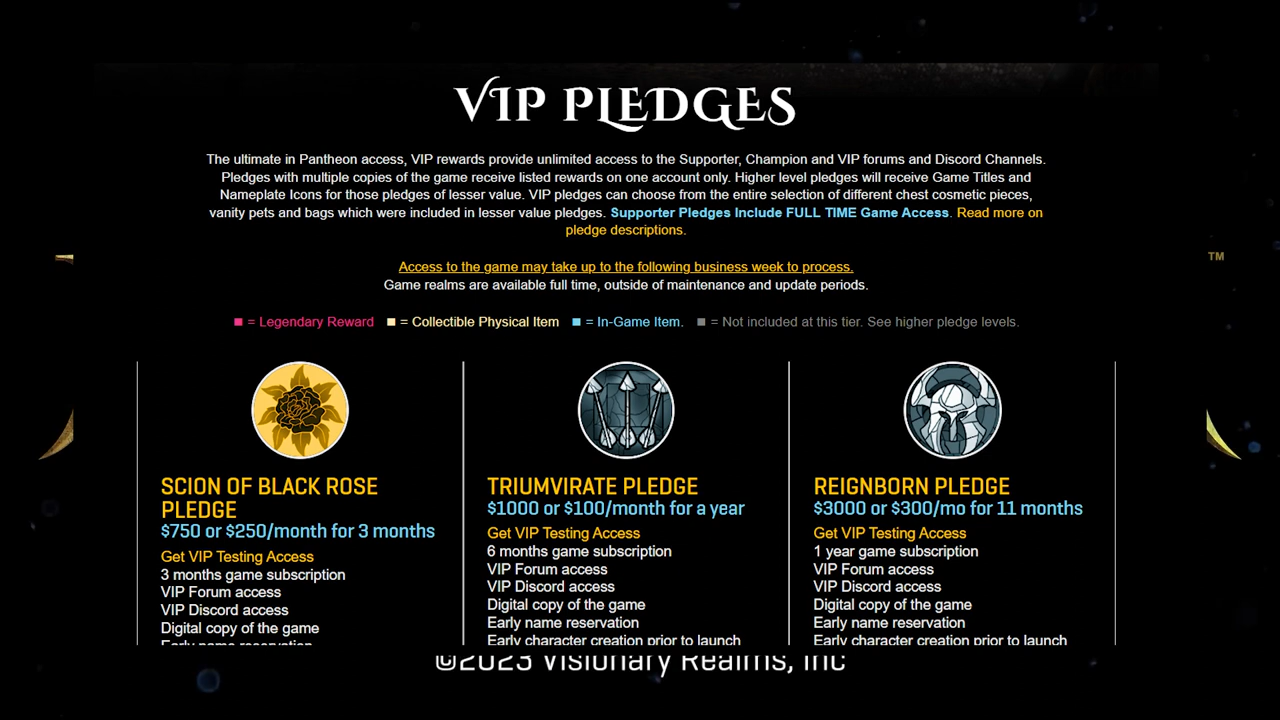 VIP PLEDGES
The ultimate in Pantheon access, VIP rewards provide unlimited access to the Supporter, Champion and VIP forums and Discord Channels.
Pledges with multiple copies of the game receive listed rewards on one account only. Higher level pledges will receive Game Titles and
Nameplate Icons for those pledges of lesser value. VIP pledges can choose from the entire selection of different chest cosmetic pieces,
vanity pets and bags which were included in lesser value pledges. Supporter Pledges Include FULL TIME Game Access. Read more on
pledge descriptions.
Access to the game may take up to the following business week to process.
Game realms are available full time, outside of maintenance and update periods.
TM
= Legendary Reward = Collectible Physical Item = In-Game Item. = Not included at this tier. See higher pledge levels.
SCION OF BLACK ROSE
PLEDGE
$750 or $250/month for 3 months
Get VIP Testing Access
3 months game subscription
VIP Forum access
VIP Discord access
Digital copy of the game
Early name reservation
TRIUMVIRATE PLEDGE
$1000 or $100/month for a year
Get VIP Testing Access
6 months game subscription
VIP Forum access
VIP Discord access
Digital copy of the game
Early name reservation
Early character creation prior to launch
REIGNBORN PLEDGE
$3000 or $300/mo for 11 months
Get VIP Testing Access
1 year game subscription
VIP Forum access
VIP Discord access
Digital copy of the game
Early name reservation
Early character creation prior to launch
©2023 Visionary Realms, Inc